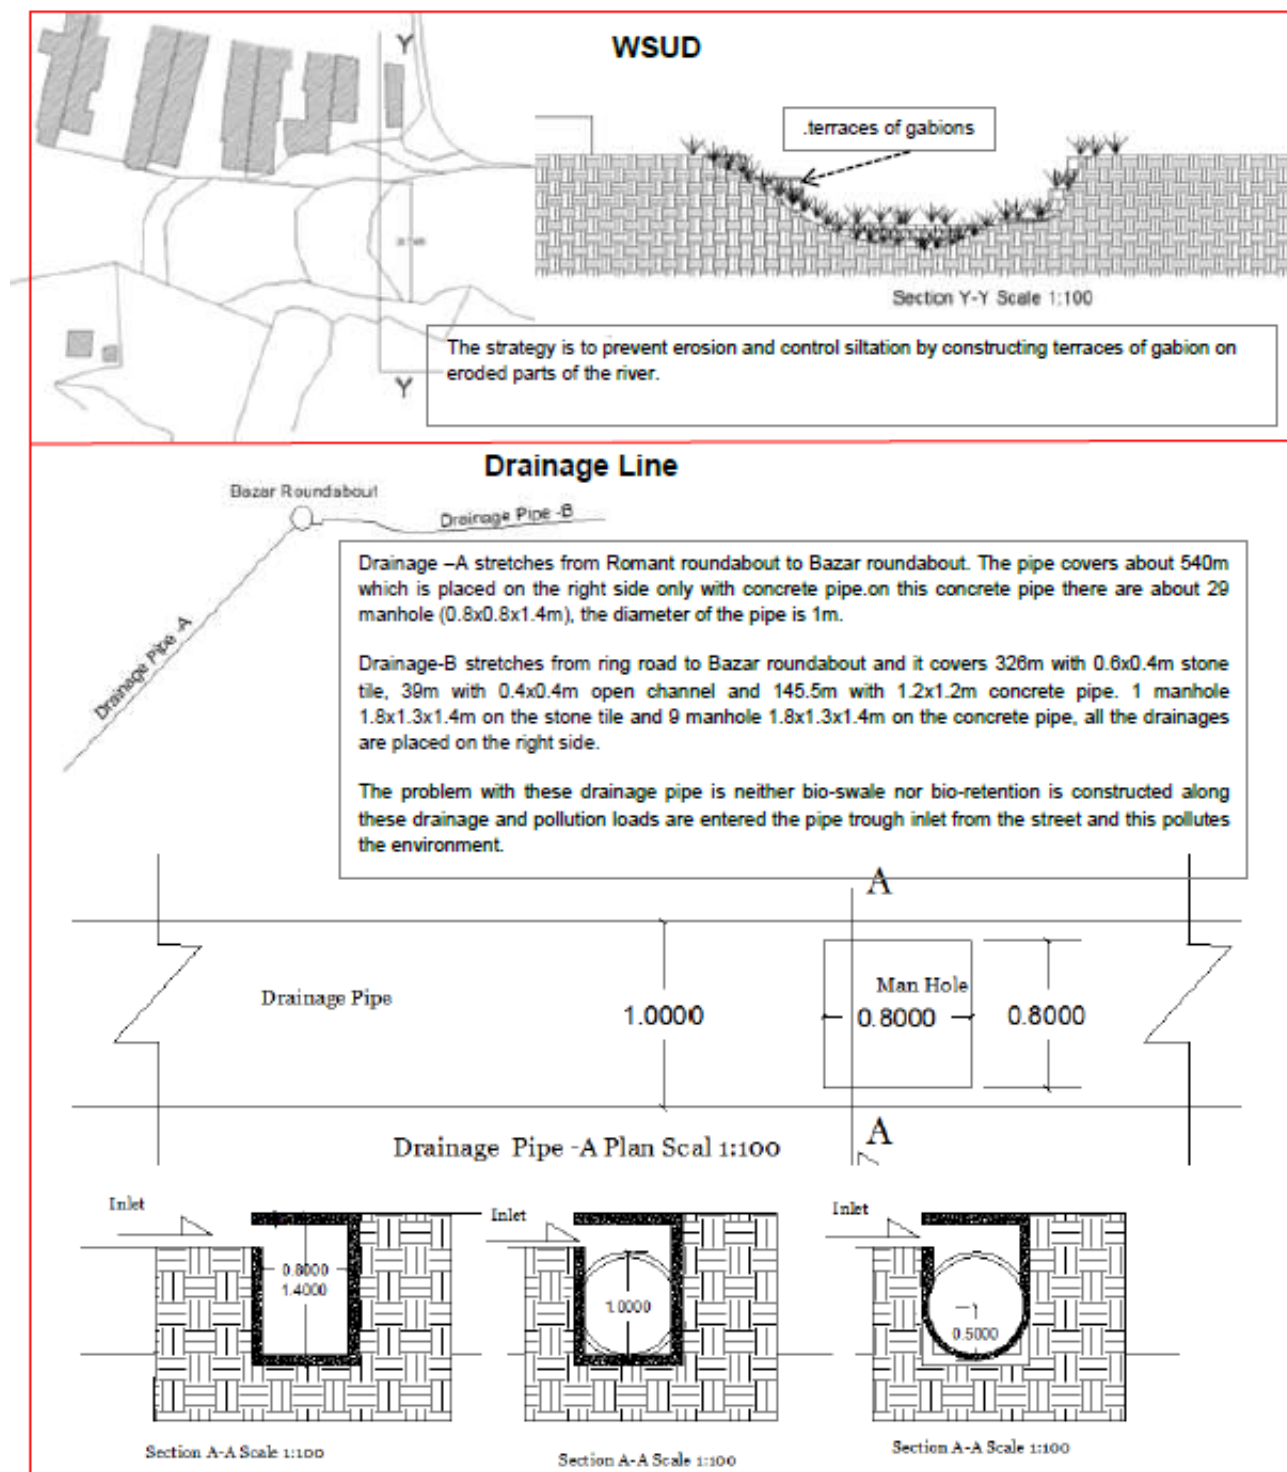 WSUD
Y
.terraces of gabions
Section Y-Y Scale 1:100
Y
The strategy is to prevent erosion and control siltation by constructing terraces of gabion on
eroded parts of the river.
Drainage Line
Bazar Roundabout
Drainage Pipe -B
Drainage Pipe -A
Drainage –A stretches from Romant roundabout to Bazar roundabout. The pipe covers about 540m
which is placed on the right side only with concrete pipe.on this concrete pipe there are about 29
manhole (0.8x0.8x1.4m), the diameter of the pipe is 1m.
Drainage-B stretches from ring road to Bazar roundabout and it covers 326m with 0.6x0.4m stone
tile, 39m with 0.4x0.4m open channel and 145.5m with 1.2x1.2m concrete pipe. 1 manhole
1.8x1.3x1.4m on the stone tile and 9 manhole 1.8x1.3x1.4m on the concrete pipe, all the drainages
are placed on the right side.
The problem with these drainage pipe is neither bio-swale nor bio-retention is constructed along
these drainage and pollution loads are entered the pipe trough inlet from the street and this pollutes
the environment.
A
Drainage Pipe
1.0000
Man Hole
0.8000
0.8000
A
Drainage Pipe -A Plan Scal 1:100
Inlet
0.8000
1.4000
Section A-A Scale 1:100
Inlet
1.0000
Section A-A Scale 1:100
Inlet
0.5000
Section A-A Scale 1:100